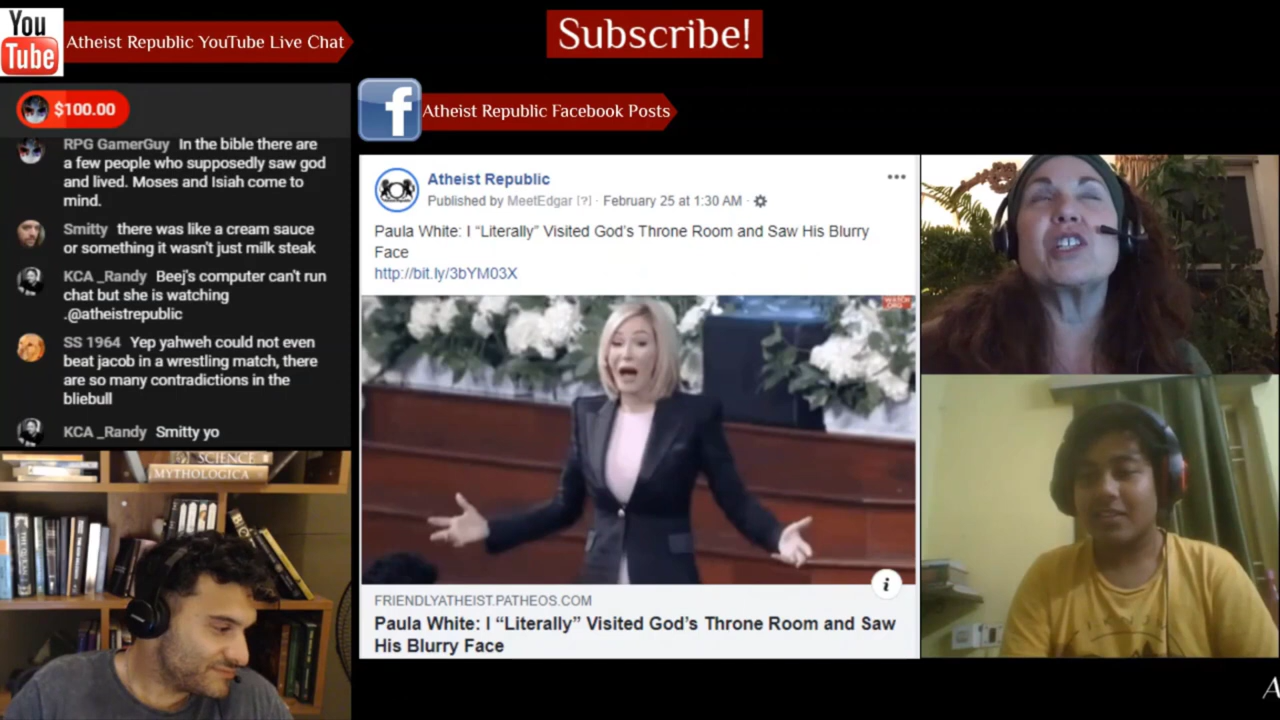 You
Tube
Atheist Republic YouTube Live Chat
Subscribe!
$100.00
RPG GamerGuy In the bible there are
a few people who supposedly saw god
and lived. Moses and Isiah come to
mind.
Smitty there was like a cream sauce
or something it wasn't just milk steak
KCA _Randy Beej's computer can't run
chat but she is watching
.@atheistrepublic
SS 1964 Yep yahweh could not even
beat jacob in a wrestling match, there
are so many contradictions in the
bliebull
KCA _Randy Smitty yo
f
Atheist Republic Facebook Posts
Atheist Republic
Published by MeetEdgar [?] · February 25 at 1:30 AM ·
Paula White: I “Literally” Visited God’s Throne Room and Saw His Blurry
Face
http://bit.ly/3bYM03X
WATCH
.ORG
i
FRIENDLYATHEIST.PATHEOS.COM
Paula White: I “Literally” Visited God’s Throne Room and Saw
His Blurry Face
SCIENCE
MYTHOLOGICA
A